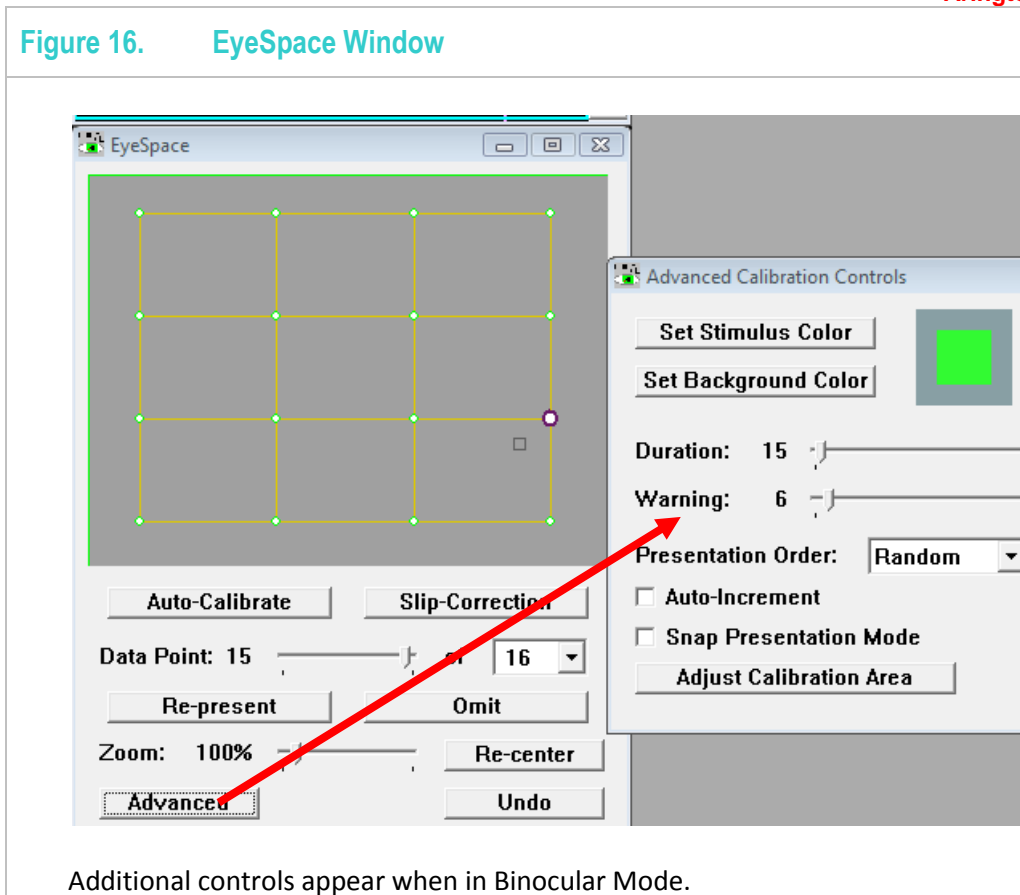 Figure 16. EyeSpace Window
EyeSpace
Advanced Calibration Controls
Set Stimulus Color
Set Background Color
Duration: 15
Warning: 6
Presentation Order: Random
Auto-Increment
Snap Presentation Mode
Adjust Calibration Area
Auto-Calibrate Slip-Correction
Data Point: 15 of 16
Re-present Omit
Zoom: 100% Re-center
Advanced Undo
Additional controls appear when in Binocular Mode.